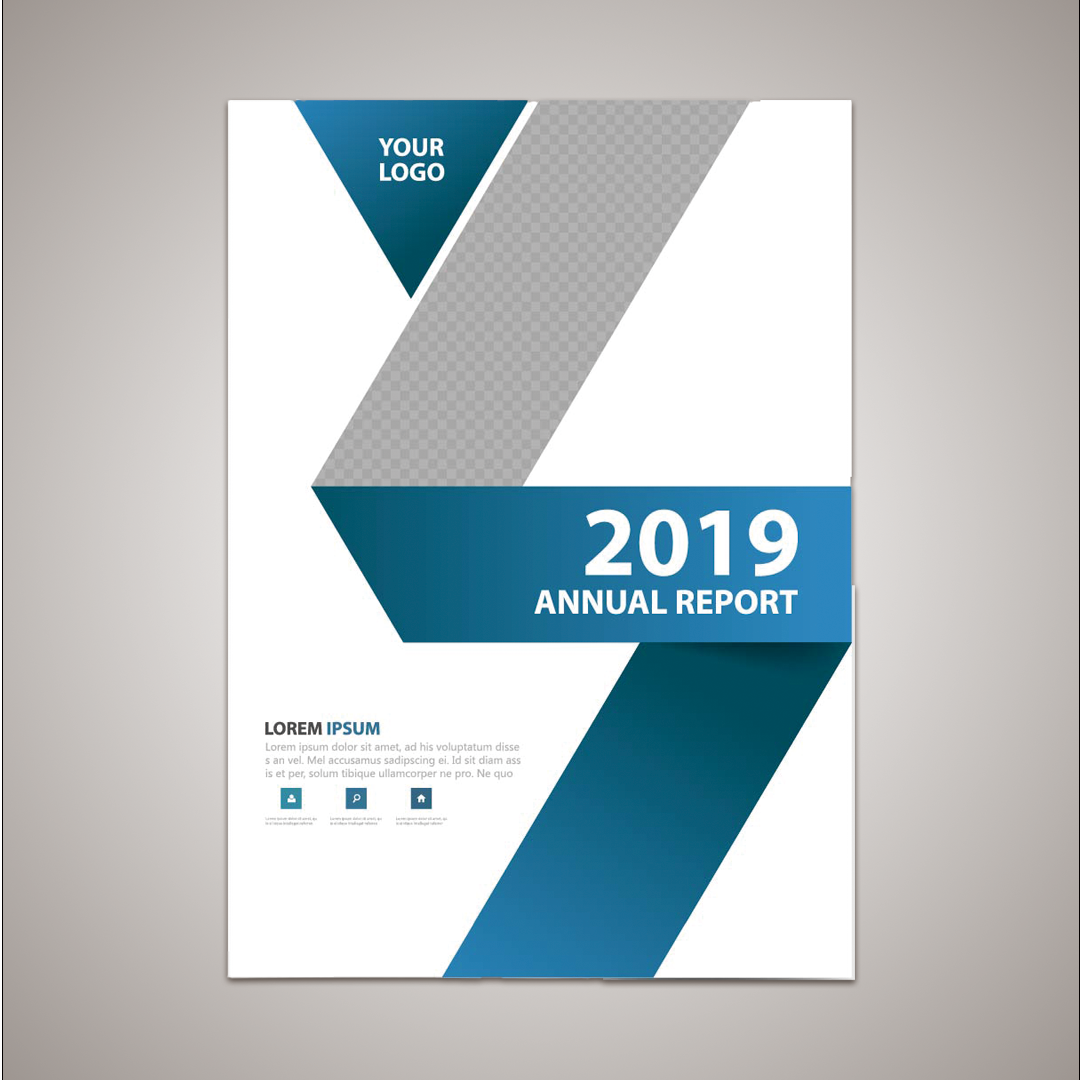 YOUR
LOGO
2019
ANNUAL REPORT
LOREM IPSUM
Lorem ipsum dolor sit amet, ad his voluptatum disse
s an vel. Mel accusamus sadipscing ei. Id sit diam ass
is et per, solum tibique ullamcorper ne pro. Ne quo